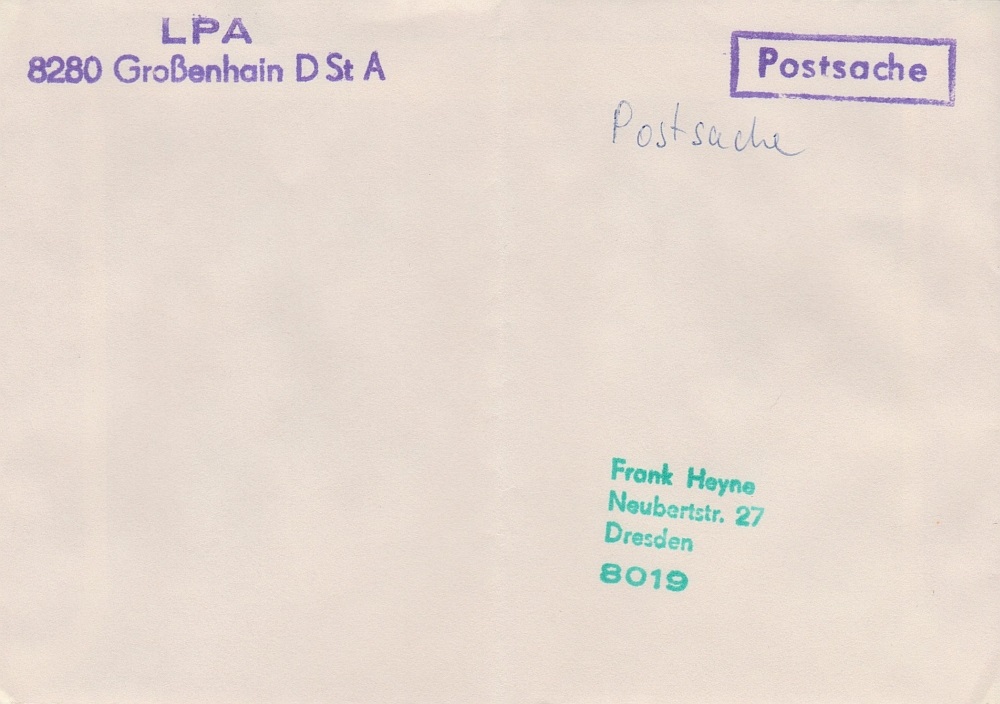 LPA
8280 Großenhain D St A
Postsache
Postsache
Frank Heyne
Neubertstr. 27
Dresden
8019